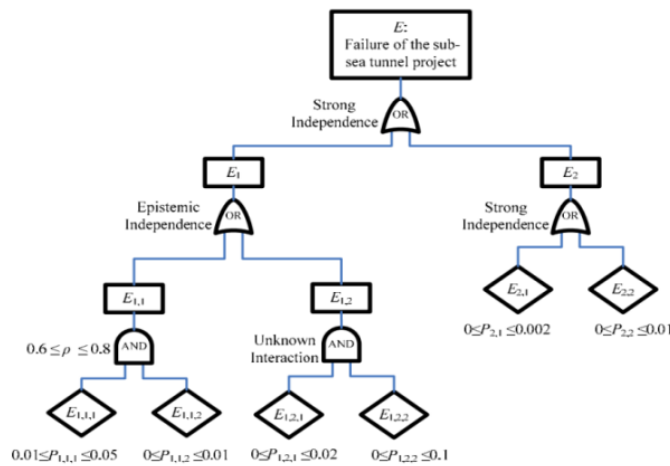 E:
Failure of the sub-
sea tunnel project
Strong
Independence
OR
E₁
E₂
Epistemic
Independence
OR
Strong
Independence
OR
E₁,₁
E₁,₂
E₂,₁
E₂,₂
0≤P₂,₁≤0.002
0≤P₂,₂≤0.01
0.6 ≤ ρ ≤0.8
AND
Unknown
Interaction
AND
E₁,₁,₁
E₁,₁,₂
E₁,₂,₁
E₁,₂,₂
0.01≤P₁,₁,₁≤0.05
0≤P₁,₁,₂≤0.01
0≤P₁,₂,₁≤0.02
0≤P₁,₂,₂≤0.1